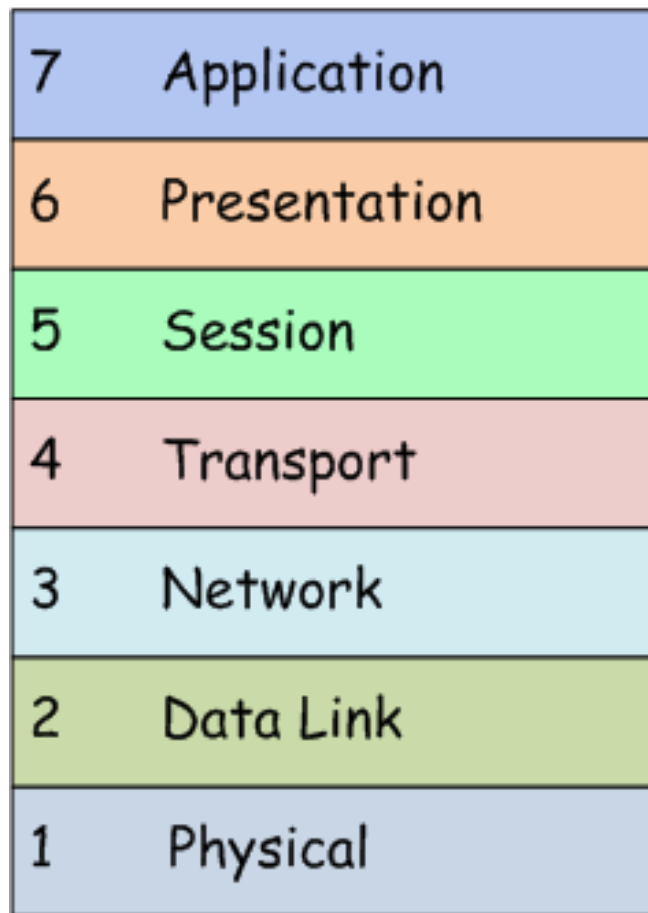 7 Application
6 Presentation
5 Session
4 Transport
3 Network
2 Data Link
1 Physical